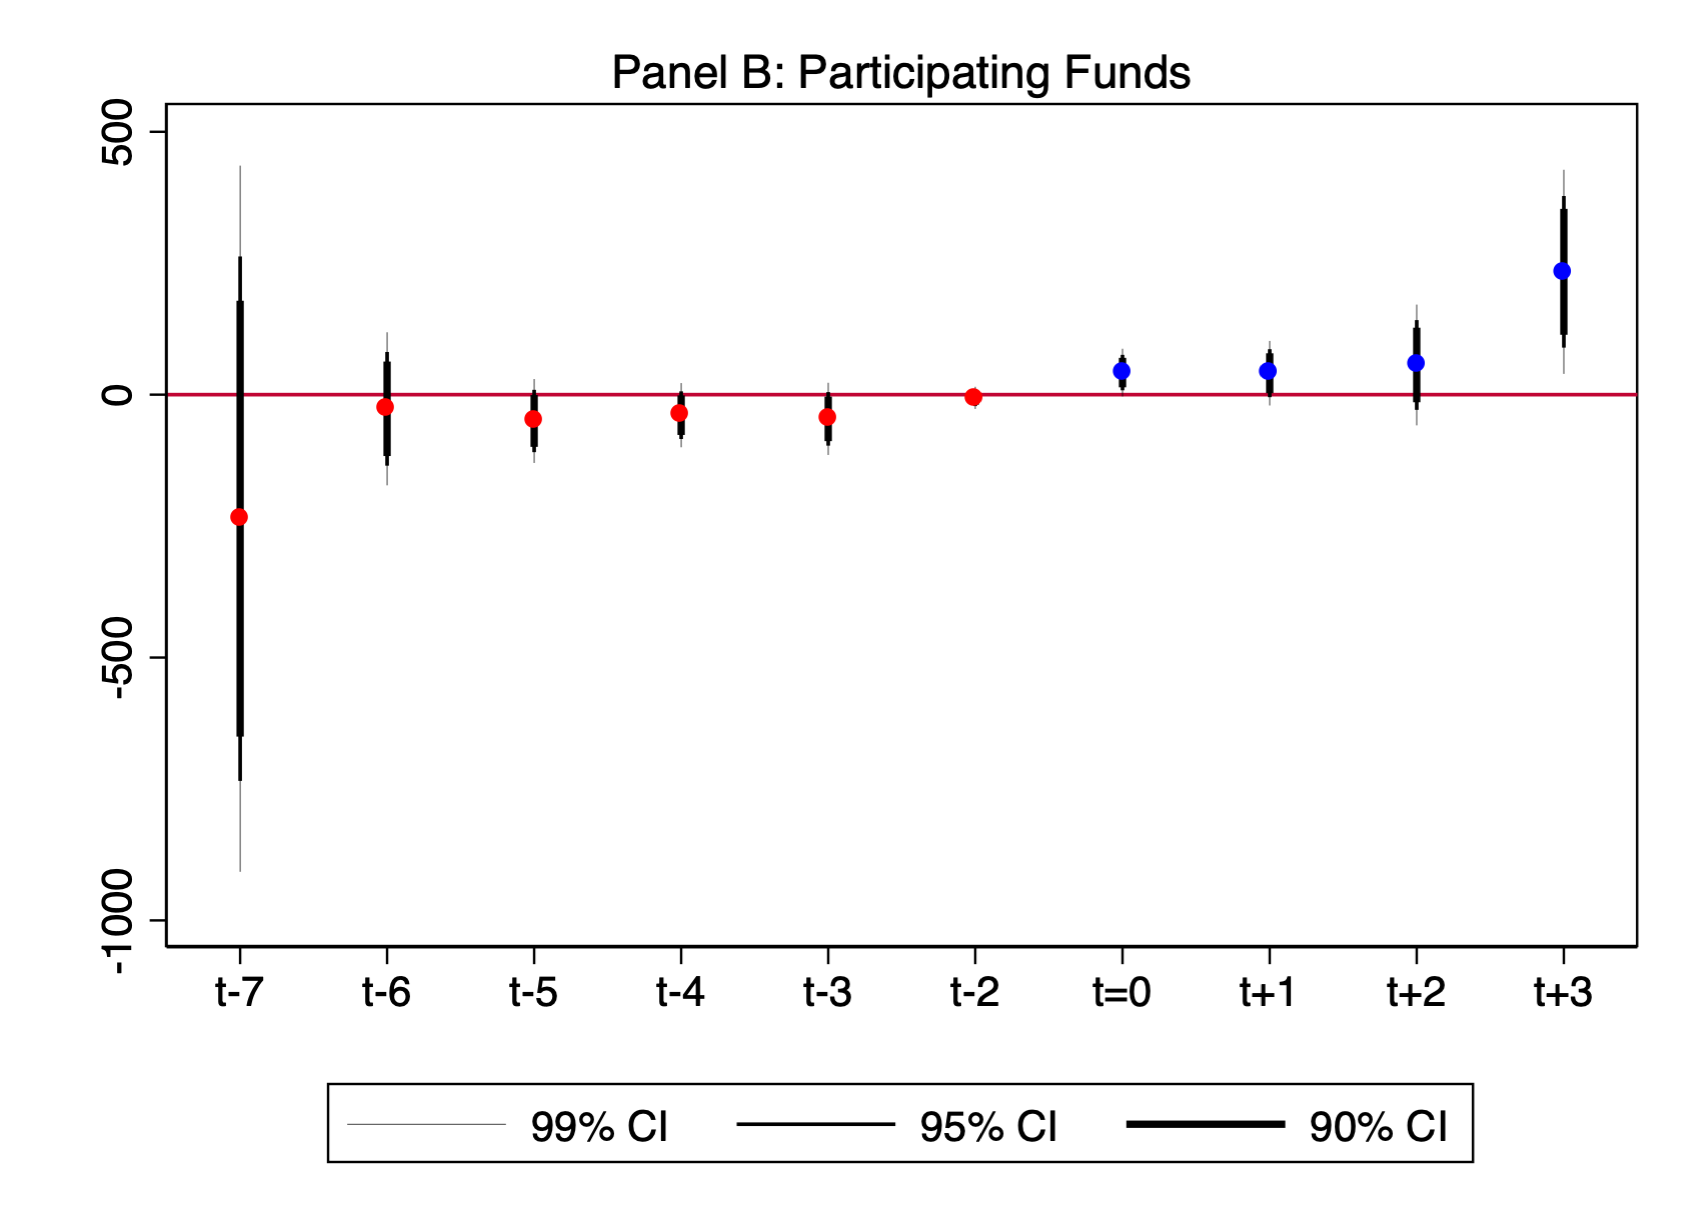 Panel B: Participating Funds
500
0
-500
-1000
t-7 t-6 t-5 t-4 t-3 t-2 t=0 t+1 t+2 t+3
99% CI 95% CI 90% CI